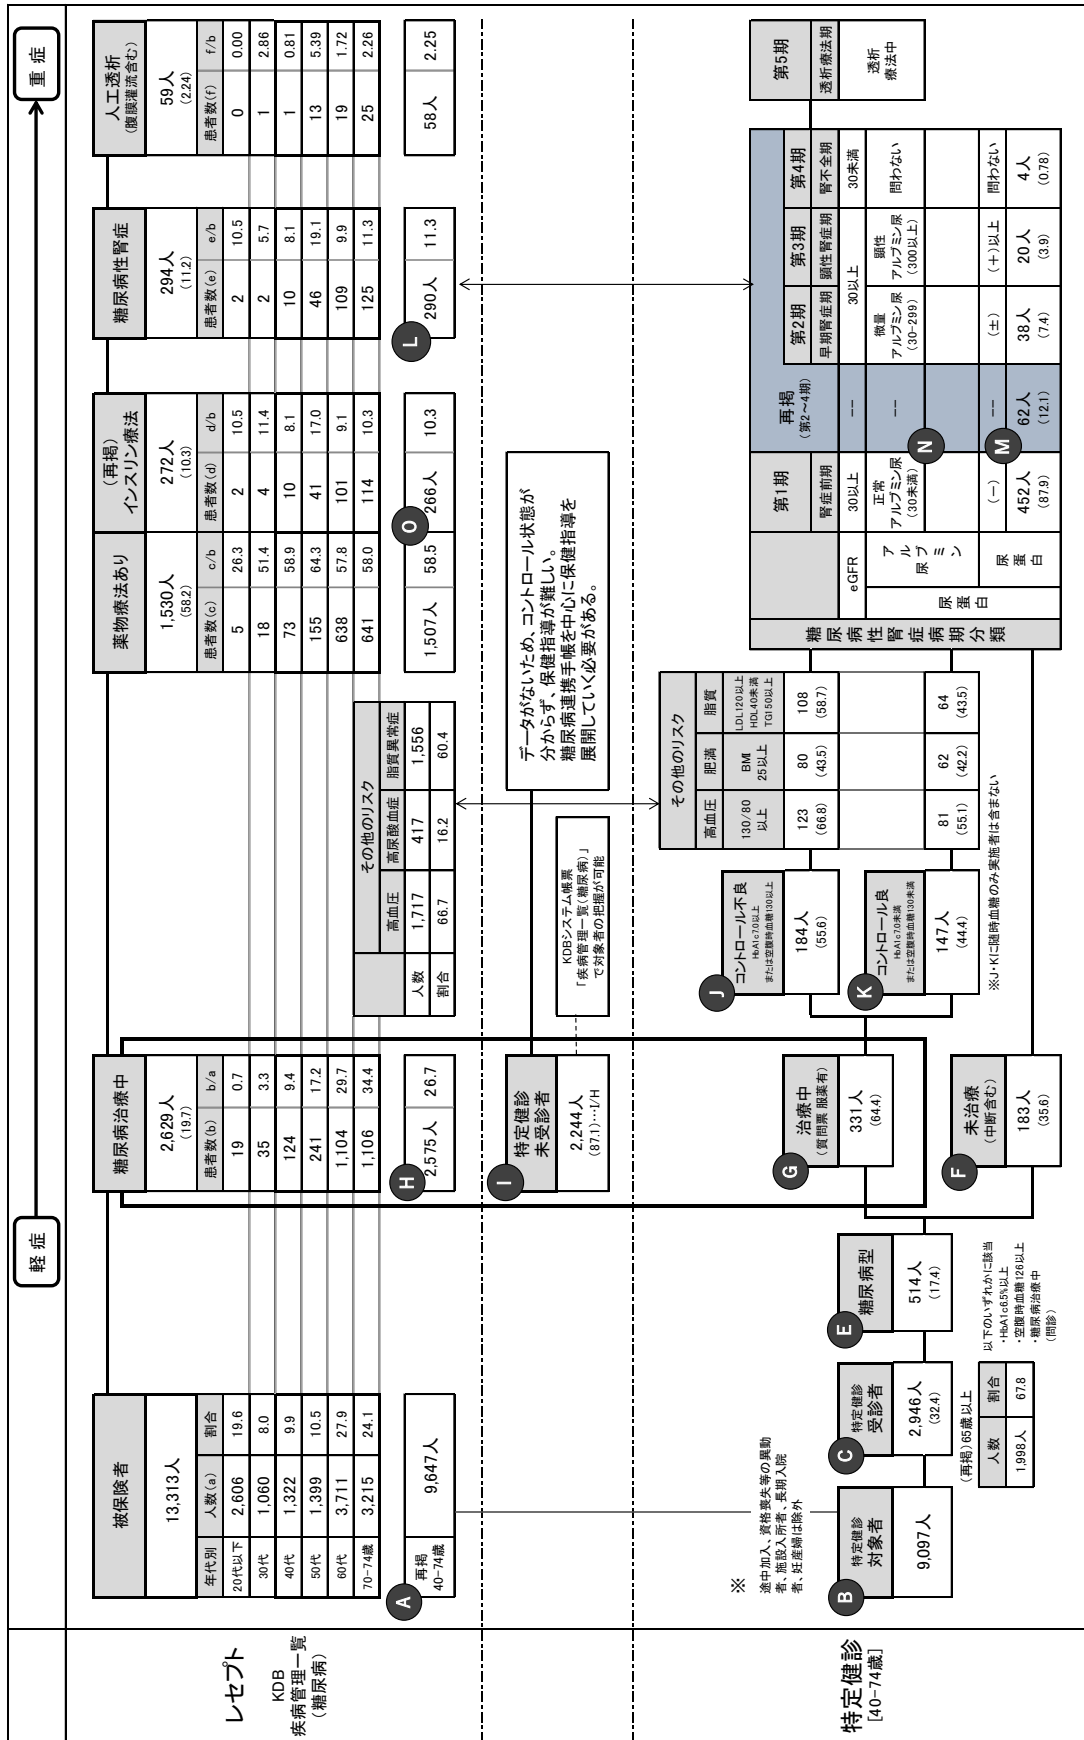 軽症
重症
レセプト
KDB
疾病管理一覧
(糖尿病)
被保険者
13,313人
年代別 人数(a) 割合
20代以下 2,606 19.6
30代 1,060 8.0
40代 1,322 9.9
50代 1,399 10.5
60代 3,711 27.9
70-74歳 3,215 24.1
A
再掲
40-74歳
9,647人
糖尿病治療中
2,629人
(19.7)
患者数(b) b/a
19 0.7
35 3.3
124 9.4
241 17.2
1,104 29.7
1,106 34.4
H
2,575人 26.7
その他のリスク
高血圧 高尿酸血症 脂質異常症
人数 1,717 417 1,556
割合 66.7 16.2 60.4
薬物療法あり
1,530人
(58.2)
患者数(c) c/b
5 26.3
18 51.4
73 58.9
155 64.3
638 57.8
641 58.0
1,507人 58.5
(再掲)
インスリン療法
272人
(10.3)
患者数(d) d/b
2 10.5
4 11.4
10 8.1
41 17.0
101 9.1
114 10.3
O
266人 10.3
糖尿病性腎症
294人
(11.2)
患者数(e) e/b
2 10.5
2 5.7
10 8.1
46 19.1
109 9.9
125 11.3
L
290人 11.3
人工透析
(腹膜灌流含む)
59人
(2.24)
患者数(f) f/b
0 0.00
1 2.86
1 0.81
13 5.39
19 1.72
25 2.26
58人 2.25
I
特定健診
未受診者
2,244人
(87.1)…I/H
KDBシステム帳票
「疾病管理一覧(糖尿病)」
で対象者の把握が可能
データがないため、コントロール状態が
分からず、保健指導が難しい。
糖尿病連携手帳を中心に保健指導を
展開していく必要がある。
特定健診
[40-74歳]
※
途中加入、資格喪失等の異動
者、施設入所者、長期入院
者、妊産婦は除外
B
特定健診
対象者
9,097人
C
特定健診
受診者
2,946人
(32.4)
(再掲)65歳以上
人数 割合
1,998人 67.8
E
糖尿病型
514人
(17.4)
以下のいずれかに該当
・HbA1c6.5%以上
・空腹時血糖126以上
・糖尿病治療中
(問診)
G
治療中
(質問票 服薬有)
331人
(64.4)
F
未治療
(中断含む)
183人
(35.6)
J
コントロール不良
HbA1c7.0以上
または空腹時血糖130以上
184人
(55.6)
K
コントロール良
HbA1c7.0未満
または空腹時血糖130未満
147人
(44.4)
※J・Kに随時血糖のみ実施者は含まない
その他のリスク
高血圧 肥満 脂質
130/80
以上
BMI
25以上
LDL120以上
HDL40未満
TG150以上
123
(66.8)
80
(43.5)
108
(58.7)
81
(55.1)
62
(42.2)
64
(43.5)
糖尿病性腎症病期分類
eGFR
尿蛋白
アルブミン尿
尿蛋白
第1期
腎症前期
30以上
正常
アルブミン尿
(30未満)
(−)
452人
(87.9)
再掲
(第2~4期)
--
--
N
M
--
62人
(12.1)
第2期
早期腎症期
30以上
微量
アルブミン尿
(30-299)
(±)
38人
(7.4)
第3期
顕性腎症期
顕性
アルブミン尿
(300以上)
(+)以上
20人
(3.9)
第4期
腎不全期
30未満
問わない
問わない
4人
(0.78)
第5期
透析療法期
透析
療法中